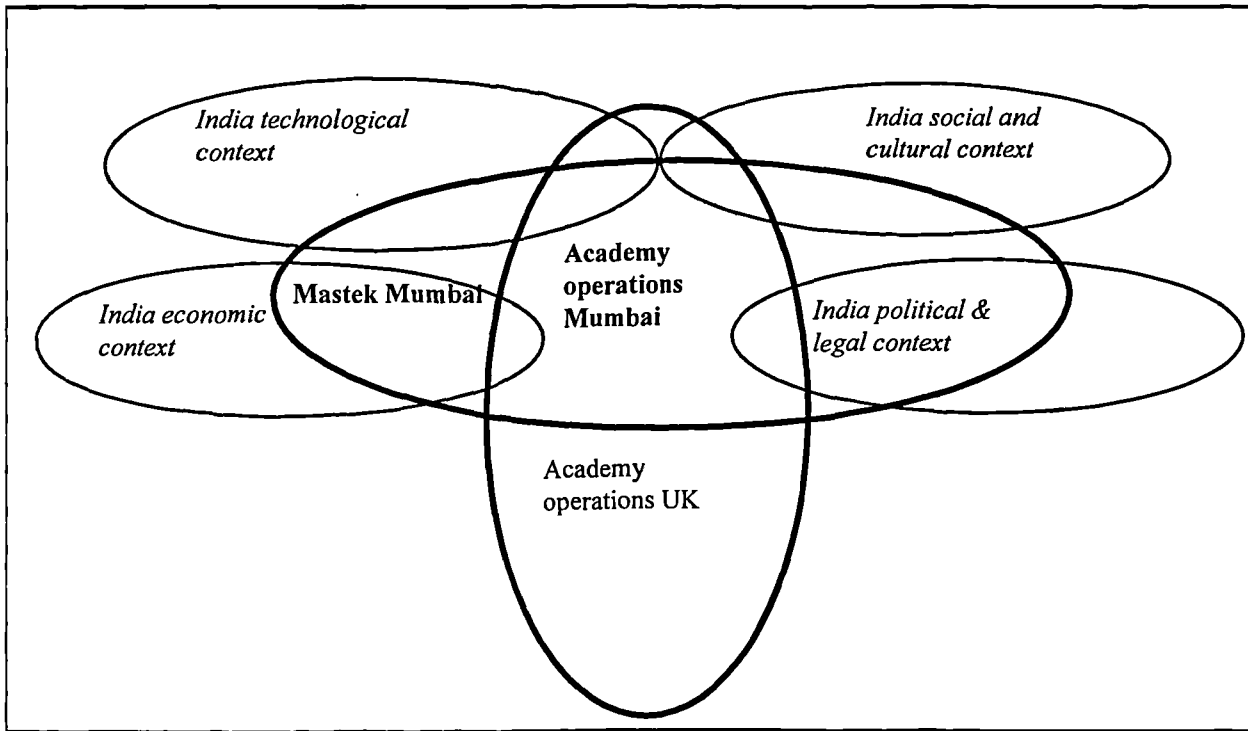 India technological
context
India social and
cultural context
Academy
operations
Mumbai
Mastek Mumbai
India economic
context
India political &
legal context
Academy
operations UK